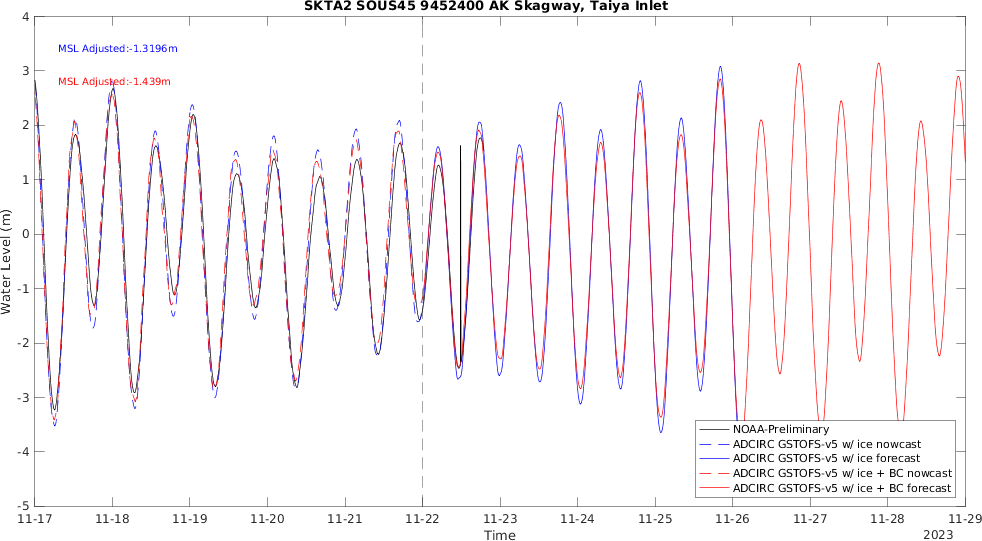 SKTA2 SOUS45 9452400 AK Skagway, Taiya Inlet
MSL Adjusted:-1.3196m
MSL Adjusted:-1.439m
Water Level (m)
4
3
2
1
0
-1
-2
-3
-4
-5
NOAA-Preliminary
ADCIRC GSTOFS-v5 w/ ice nowcast
ADCIRC GSTOFS-v5 w/ ice forecast
ADCIRC GSTOFS-v5 w/ ice + BC nowcast
ADCIRC GSTOFS-v5 w/ ice + BC forecast
11-17 11-18 11-19 11-20 11-21 11-22 11-23 11-24 11-25 11-26 11-27 11-28 11-29
Time
2023